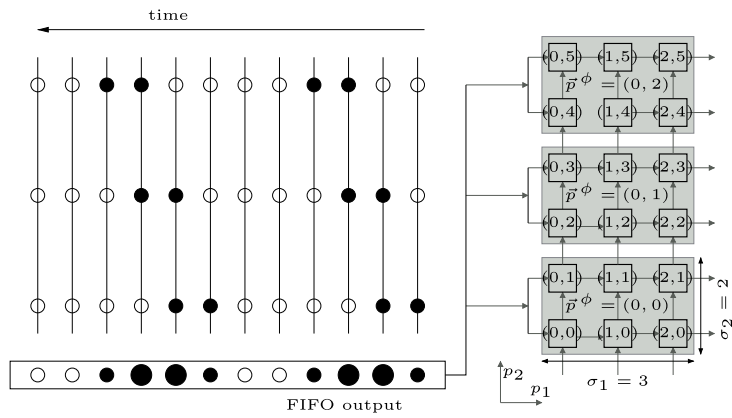 time
(0,5) (1,5) (2,5)
p⃗ ϕ = (0, 2)
(0,4) (1,4) (2,4)
(0,3) (1,3) (2,3)
p⃗ ϕ = (0, 1)
(0,2) (1,2) (2,2)
(0,1) (1,1) (2,1)
p⃗ ϕ = (0, 0)
(0,0) (1,0) (2,0)
σ2 = 2
p2
p1
σ1 = 3
FIFO output